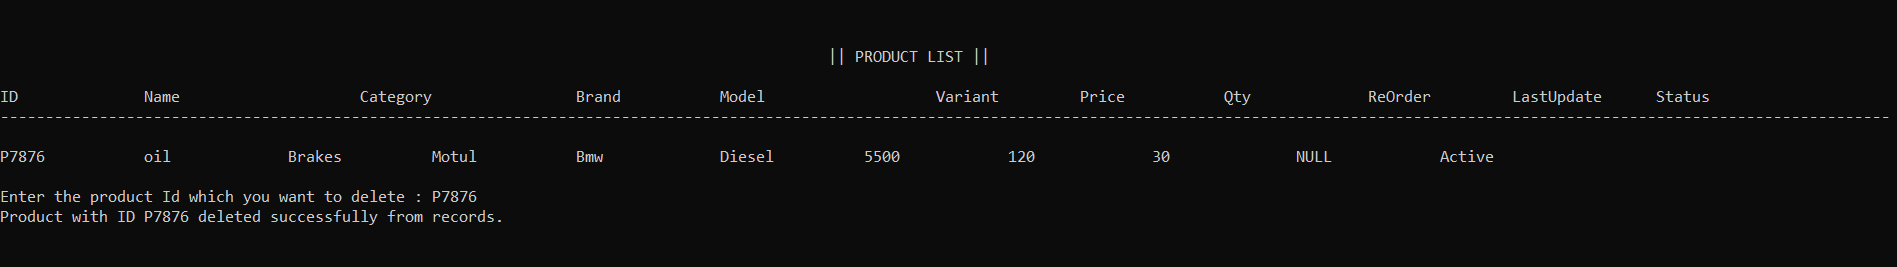 || PRODUCT LIST ||
ID Name Category Brand Model Variant Price Qty ReOrder LastUpdate Status
------------------------------------------------------------------------------------------------------------------------------------------------------------------------------------------------------------------
P7876 oil Brakes Motul Bmw Diesel 5500 120 30 NULL Active
Enter the product Id which you want to delete : P7876
Product with ID P7876 deleted successfully from records.